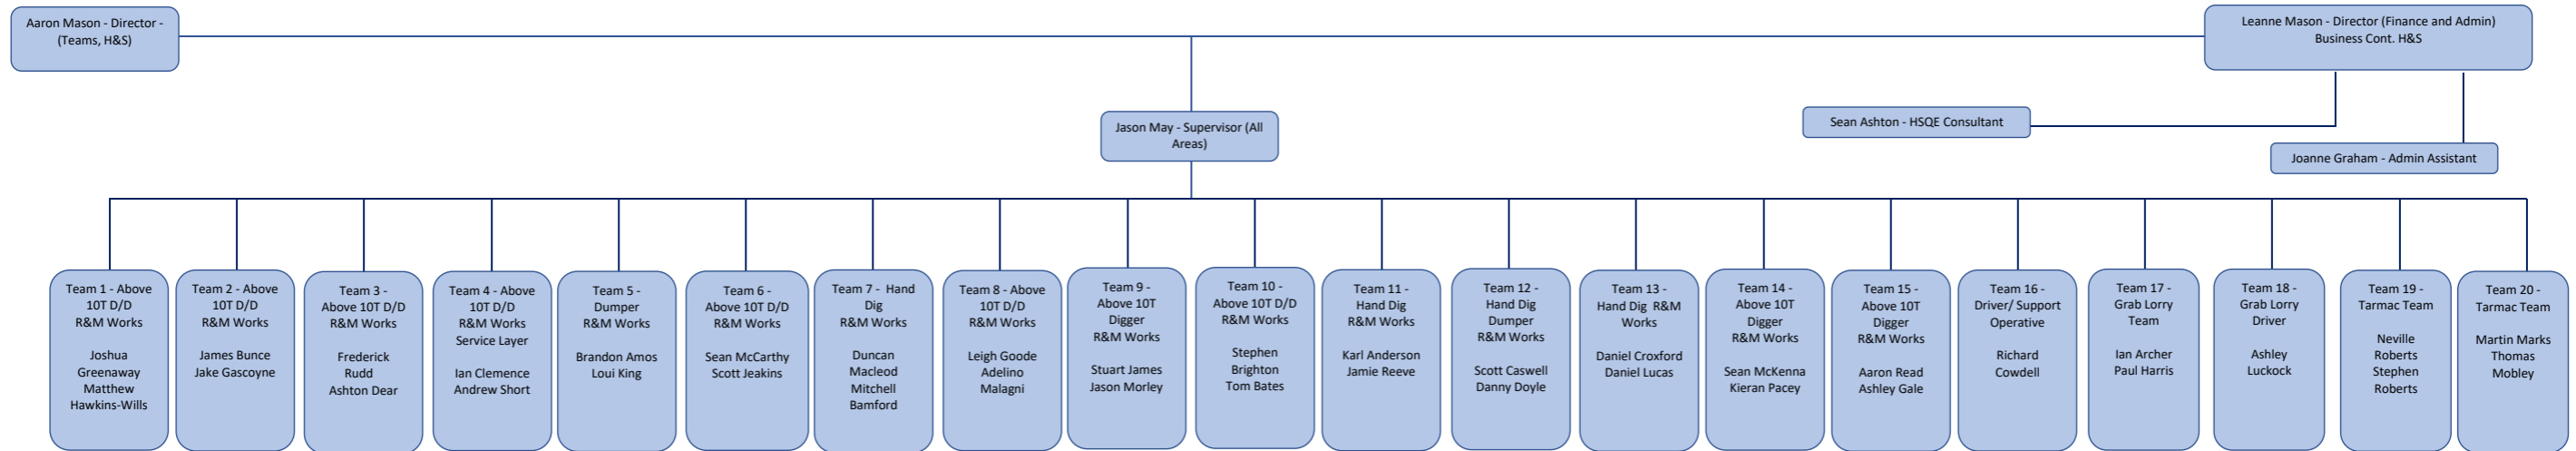 Aaron Mason - Director -
(Teams, H&S)
Leanne Mason - Director (Finance and Admin)
Business Cont. H&S
Jason May - Supervisor (All
Areas)
Sean Ashton - HSQE Consultant
Joanne Graham - Admin Assistant
Team 1 - Above
10T D/D
R&M Works
Joshua
Greenaway
Matthew
Hawkins-Wills
Team 2 - Above
10T D/D
R&M Works
James Bunce
Jake Gascoyne
Team 3 -
Above 10T D/D
R&M Works
Frederick
Rudd
Ashton Dear
Team 4 - Above
10T D/D
R&M Works
Service Layer
Ian Clemence
Andrew Short
Team 5 -
Dumper
R&M Works
Brandon Amos
Loui King
Team 6 -
Above 10T D/D
R&M Works
Sean McCarthy
Scott Jeakins
Team 7 - Hand
Dig
R&M Works
Duncan
Macleod
Mitchell
Bamford
Team 8 - Above
10T D/D
R&M Works
Leigh Goode
Adelino
Malagni
Team 9 -
Above 10T
Digger
R&M Works
Stuart James
Jason Morley
Team 10 -
Above 10T D/D
R&M Works
Stephen
Brighton
Tom Bates
Team 11 -
Hand Dig
R&M Works
Karl Anderson
Jamie Reeve
Team 12 -
Hand Dig
Dumper
R&M Works
Scott Caswell
Danny Doyle
Team 13 -
Hand Dig R&M
Works
Daniel Croxford
Daniel Lucas
Team 14 -
Above 10T
Digger
R&M Works
Sean McKenna
Kieran Pacey
Team 15 -
Above 10T
Digger
R&M Works
Aaron Read
Ashley Gale
Team 16 -
Driver/ Support
Operative
Richard
Cowdell
Team 17 -
Grab Lorry
Team
Ian Archer
Paul Harris
Team 18 -
Grab Lorry
Driver
Ashley
Luckock
Team 19 -
Tarmac Team
Neville
Roberts
Stephen
Roberts
Team 20 -
Tarmac Team
Martin Marks
Thomas
Mobley